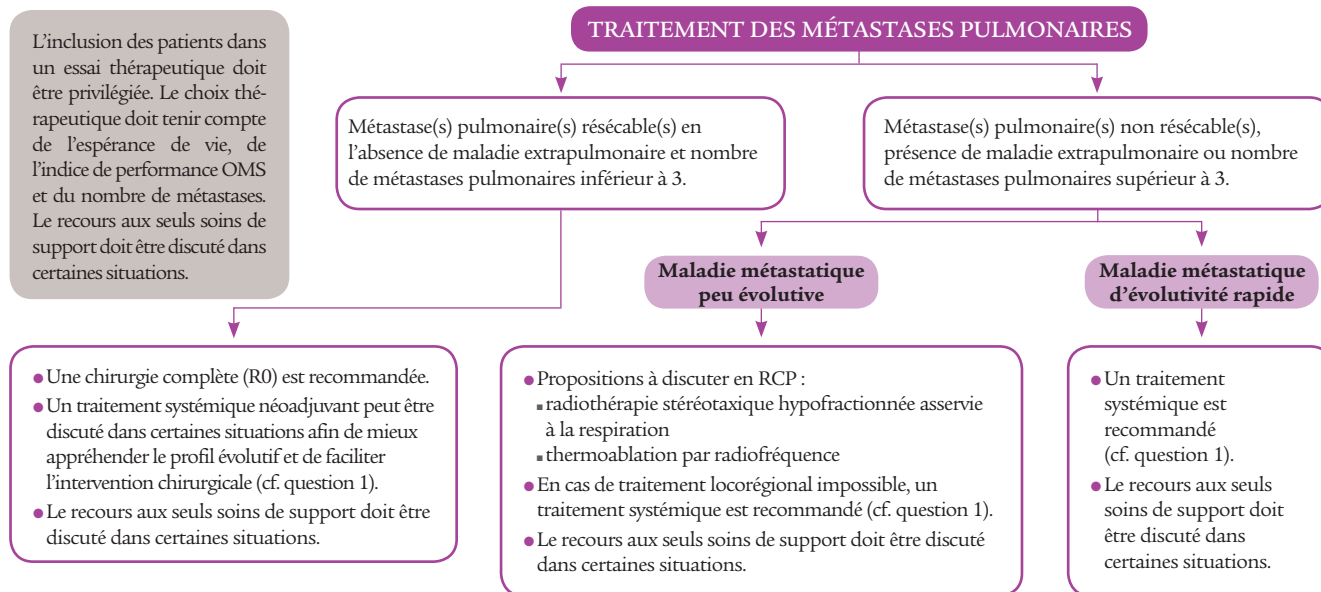 L’inclusion des patients dans
un essai thérapeutique doit
être privilégiée. Le choix thé-
rapeutique doit tenir compte
de l’espérance de vie, de
l’indice de performance OMS
et du nombre de métastases.
Le recours aux seuls soins de
support doit être discuté dans
certaines situations.
TRAITEMENT DES MÉTASTASES PULMONAIRES
Métastase(s) pulmonaire(s) résécable(s) en
l’absence de maladie extrapulmonaire et nombre
de métastases pulmonaires inférieur à 3.
Métastase(s) pulmonaire(s) non résécable(s),
présence de maladie extrapulmonaire ou nombre
de métastases pulmonaires supérieur à 3.
Maladie métastatique
peu évolutive
Maladie métastatique
d’évolutivité rapide
● Une chirurgie complète (R0) est recommandée.
● Un traitement systémique néoadjuvant peut être
discuté dans certaines situations afin de mieux
appréhender le profil évolutif et de faciliter
l’intervention chirurgicale (cf. question 1).
● Le recours aux seuls soins de support doit être
discuté dans certaines situations.
● Propositions à discuter en RCP :
▪ radiothérapie stéréotaxique hypofractionnée asservie
à la respiration
▪ thermoablation par radiofréquence
● En cas de traitement locorégional impossible, un
traitement systémique est recommandé (cf. question 1).
● Le recours aux seuls soins de support doit être discuté
dans certaines situations.
● Un traitement
systémique est
recommandé
(cf. question 1).
● Le recours aux seuls
soins de support doit
être discuté dans
certaines situations.